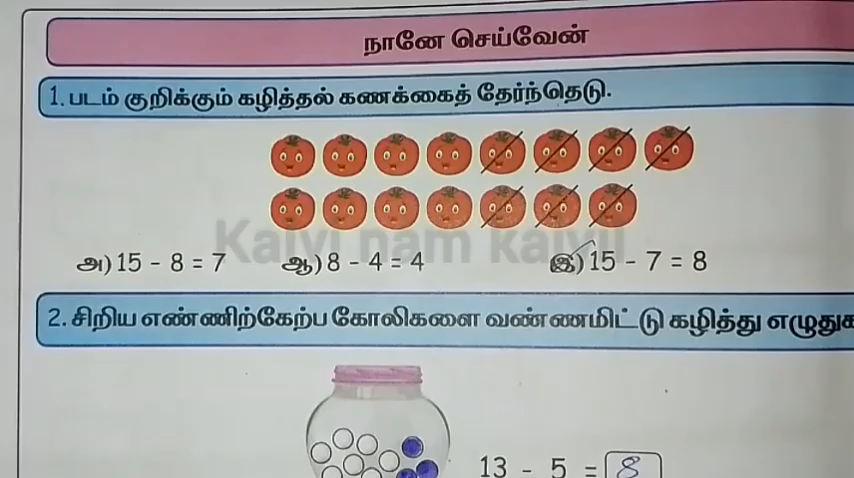 நானே செய்வேன்
1. படம் குறிக்கும் கழித்தல் கணக்கைத் தேர்ந்தெடு.
Kalvi nam kalvi
அ) 15 - 8 = 7 ஆ) 8 - 4 = 4 இ) 15 - 7 = 8
2. சிறிய எண்ணிற்கேற்ப கோலிகளை வண்ணமிட்டு கழித்து எழுதுக
13 - 5 = 8